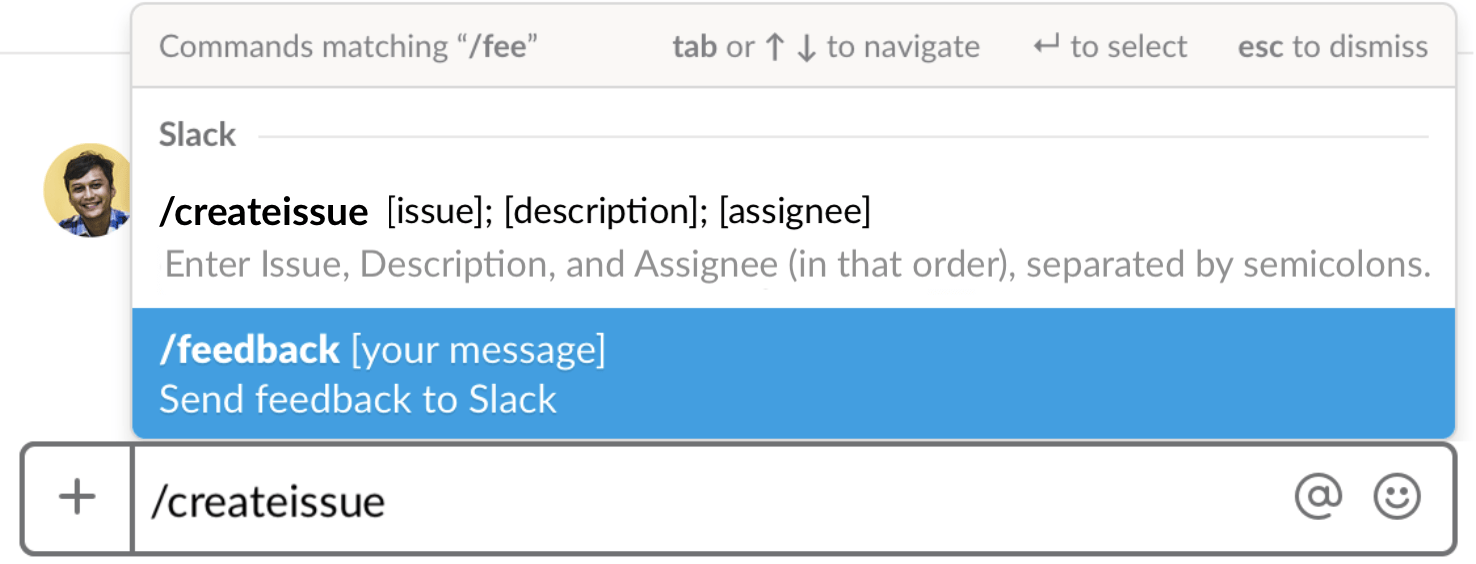 Commands matching “/fee” tab or ↑ ↓ to navigate ↵ to select esc to dismiss
Slack
/createissue [issue]; [description]; [assignee]
Enter Issue, Description, and Assignee (in that order), separated by semicolons.
/feedback [your message]
Send feedback to Slack
+ /createissue @